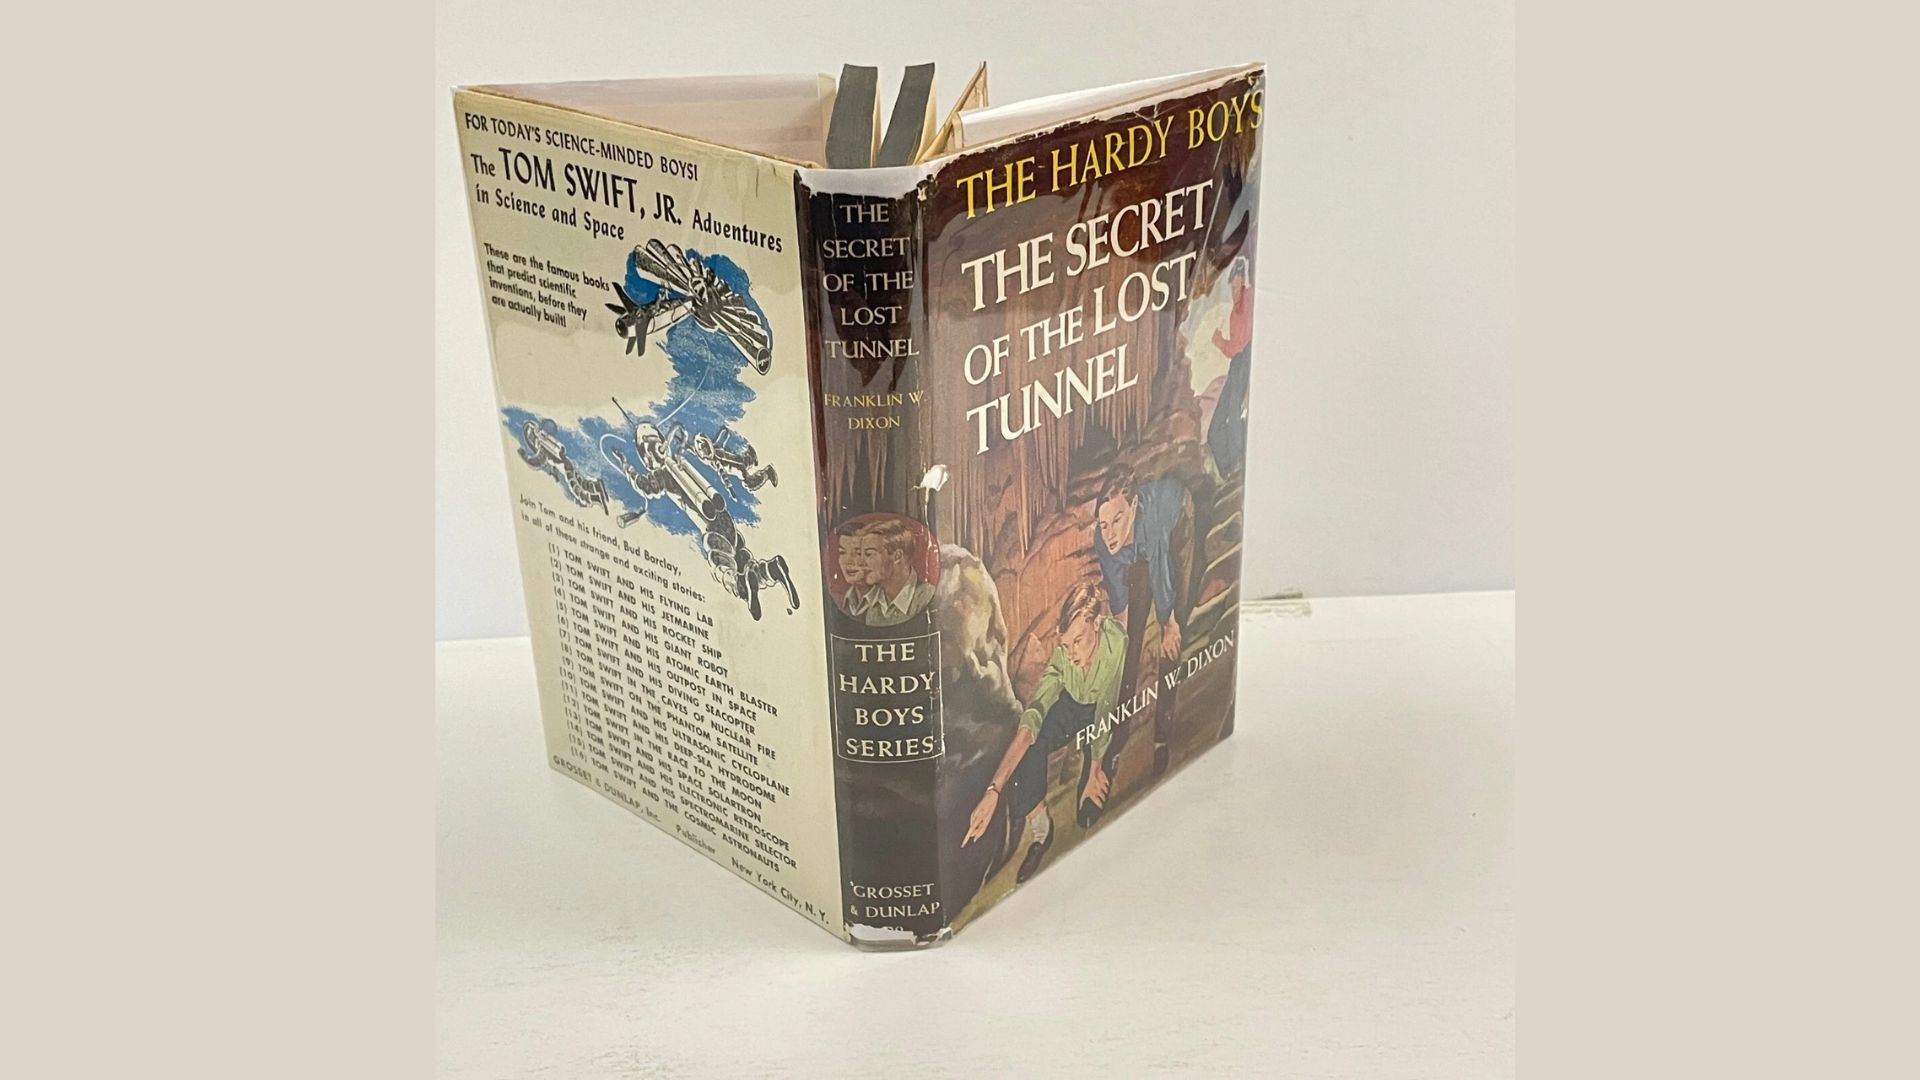 FOR TODAY'S SCIENCE-MINDED BOYS!
The TOM SWIFT, JR. Adventures
in Science and Space
These are the famous books
that predict scientific
inventions, before they
are actually built!
Join Tom and his friend, Bud Barclay,
in all of these strange and exciting stories:
(1) TOM SWIFT AND HIS FLYING LAB
(2) TOM SWIFT AND HIS JETMARINE
(3) TOM SWIFT AND HIS ROCKET SHIP
(4) TOM SWIFT AND HIS GIANT ROBOT
(5) TOM SWIFT AND HIS ATOMIC EARTH BLASTER
(6) TOM SWIFT AND HIS OUTPOST IN SPACE
(7) TOM SWIFT AND HIS DIVING SEACOPTER
(8) TOM SWIFT IN THE CAVES OF NUCLEAR FIRE
(9) TOM SWIFT ON THE PHANTOM SATELLITE
(10) TOM SWIFT AND HIS ULTRASONIC CYCLOPLANE
(11) TOM SWIFT AND HIS DEEP-SEA HYDRODOME
(12) TOM SWIFT IN THE RACE TO THE MOON
(13) TOM SWIFT AND HIS SPACE SOLARTRON
(14) TOM SWIFT AND HIS ELECTRONIC RETROSCOPE
(15) TOM SWIFT AND HIS SPECTROMARINE SELECTOR
(16) TOM SWIFT AND THE COSMIC ASTRONAUTS
GROSSET & DUNLAP, Inc. Publisher New York City, N. Y.
THE
SECRET
OF THE
LOST
TUNNEL
FRANKLIN W.
DIXON
THE
HARDY
BOYS
SERIES
GROSSET
& DUNLAP
THE HARDY BOYS
THE SECRET
OF THE LOST
TUNNEL
FRANKLIN W. DIXON